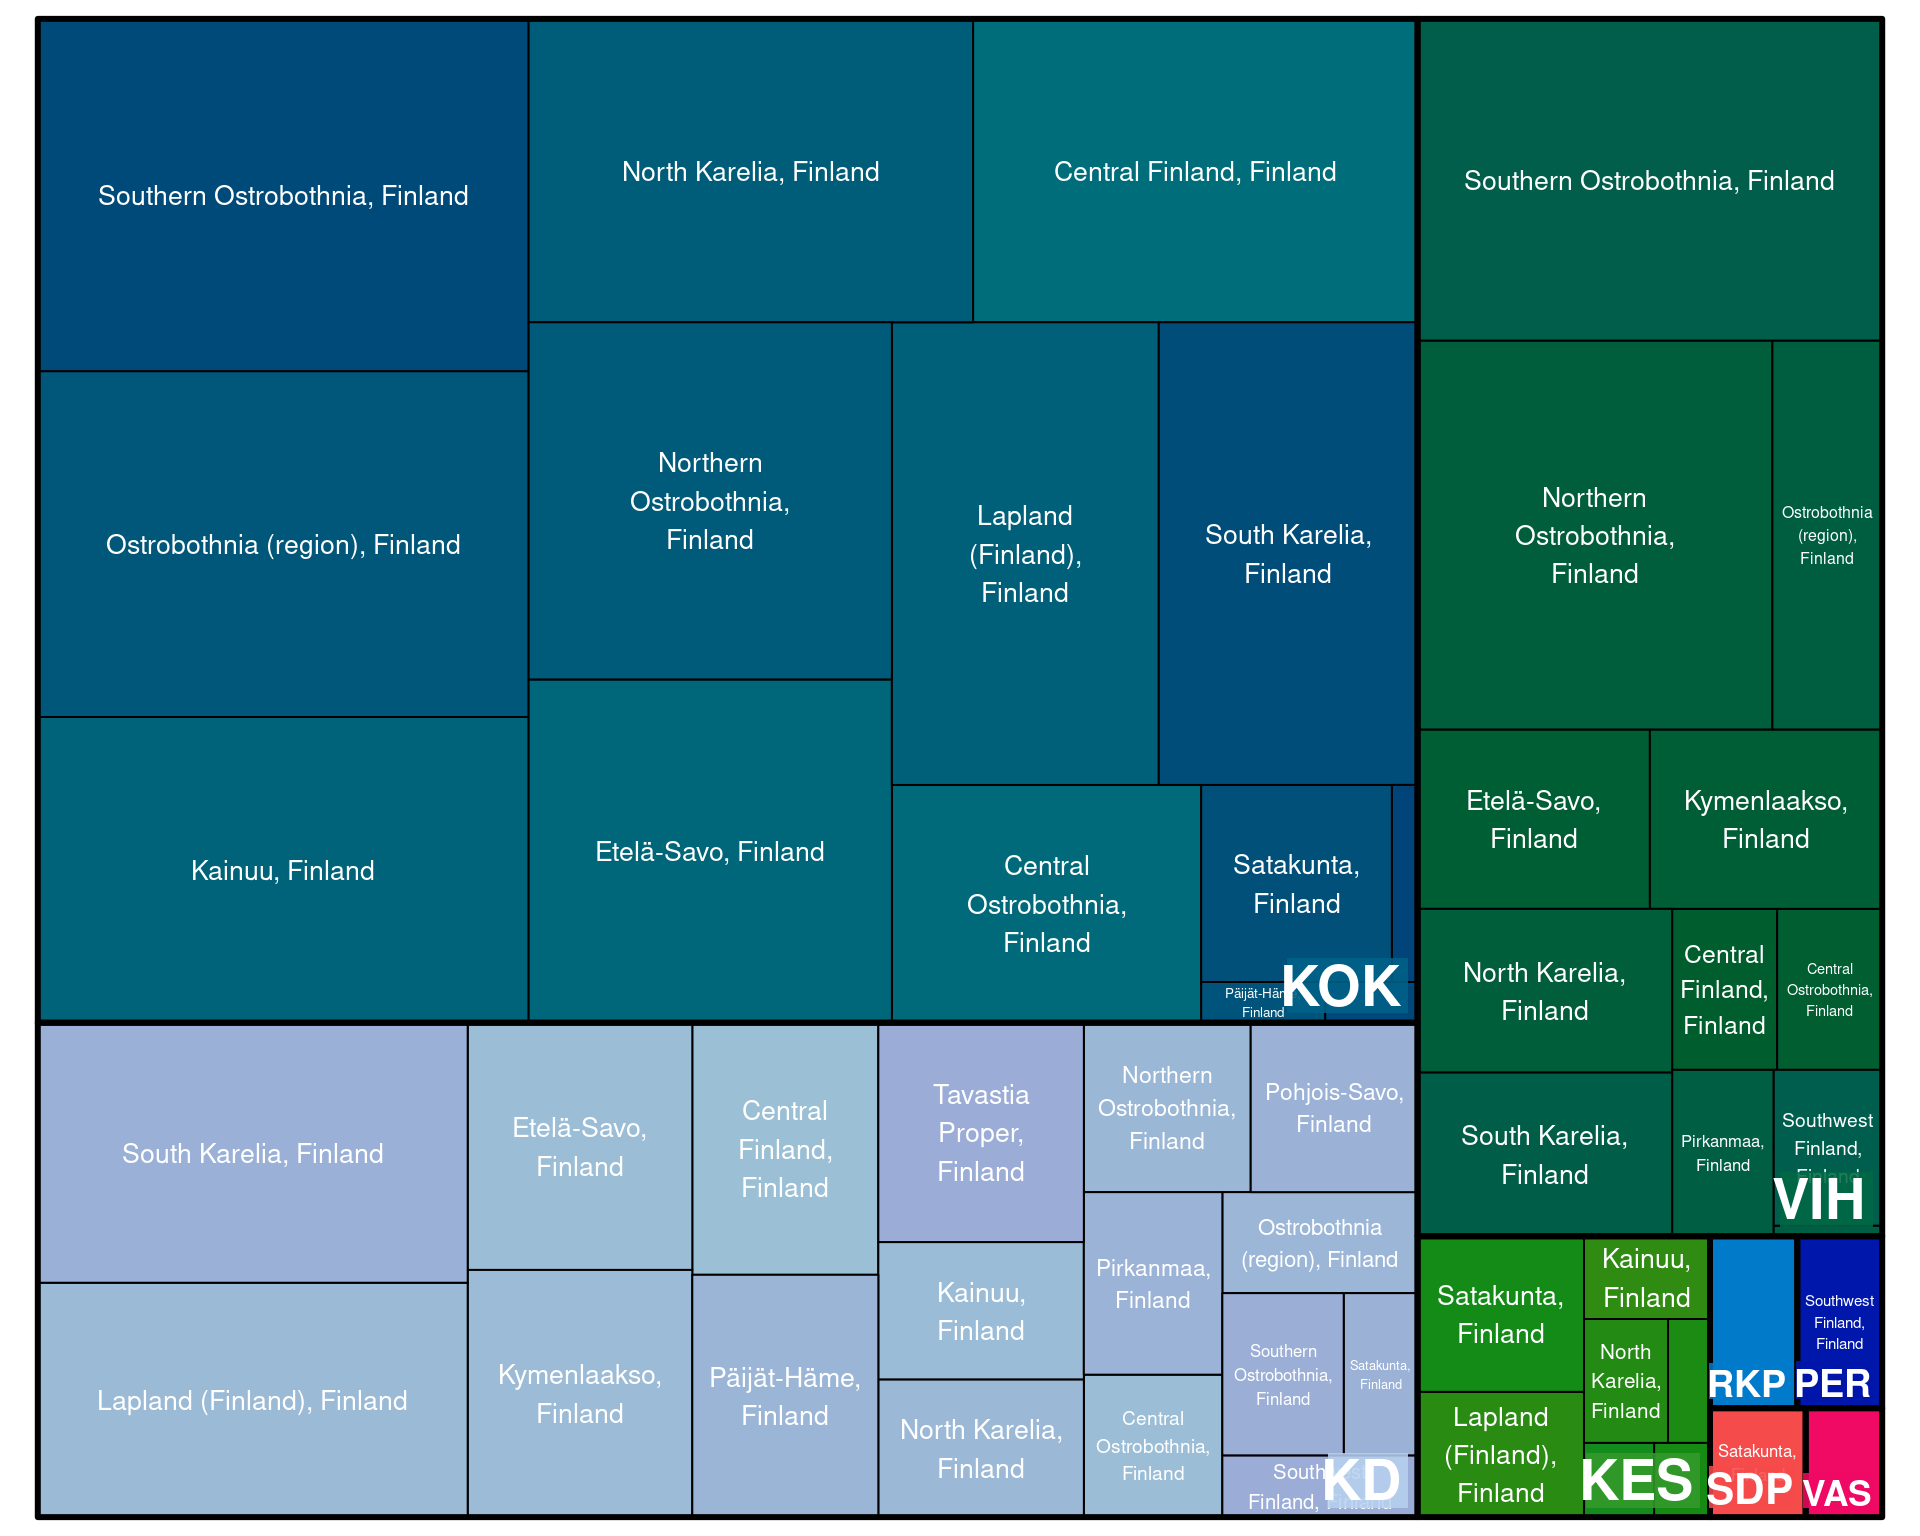 Southern Ostrobothnia, Finland
North Karelia, Finland
Central Finland, Finland
Ostrobothnia (region), Finland
Northern
Ostrobothnia,
Finland
Lapland
(Finland),
Finland
South Karelia,
Finland
Kainuu, Finland
Etelä-Savo, Finland
Central
Ostrobothnia,
Finland
Satakunta,
Finland
Finland
KOK
Southern Ostrobothnia, Finland
Northern
Ostrobothnia,
Finland
Ostrobothnia
(region),
Finland
Etelä-Savo,
Finland
Kymenlaakso,
Finland
North Karelia,
Finland
Central
Finland,
Finland
Central
Ostrobothnia,
Finland
South Karelia,
Finland
Pirkanmaa,
Finland
Southwest
Finland,
Finland
VIH
South Karelia, Finland
Lapland (Finland), Finland
Etelä-Savo,
Finland
Kymenlaakso,
Finland
Central
Finland,
Finland
Päijät-Häme,
Finland
Tavastia
Proper,
Finland
Kainuu,
Finland
North Karelia,
Finland
Northern
Ostrobothnia,
Finland
Pohjois-Savo,
Finland
Pirkanmaa,
Finland
Ostrobothnia
(region), Finland
Central
Ostrobothnia,
Finland
Southern
Ostrobothnia,
Finland
Satakunta,
Finland
Finland, Finland
KD
Satakunta,
Finland
Lapland
(Finland),
Finland
Kainuu,
Finland
North
Karelia,
Finland
KES
RKP
Southwest
Finland,
Finland
PER
Satakunta,
SDP
VAS